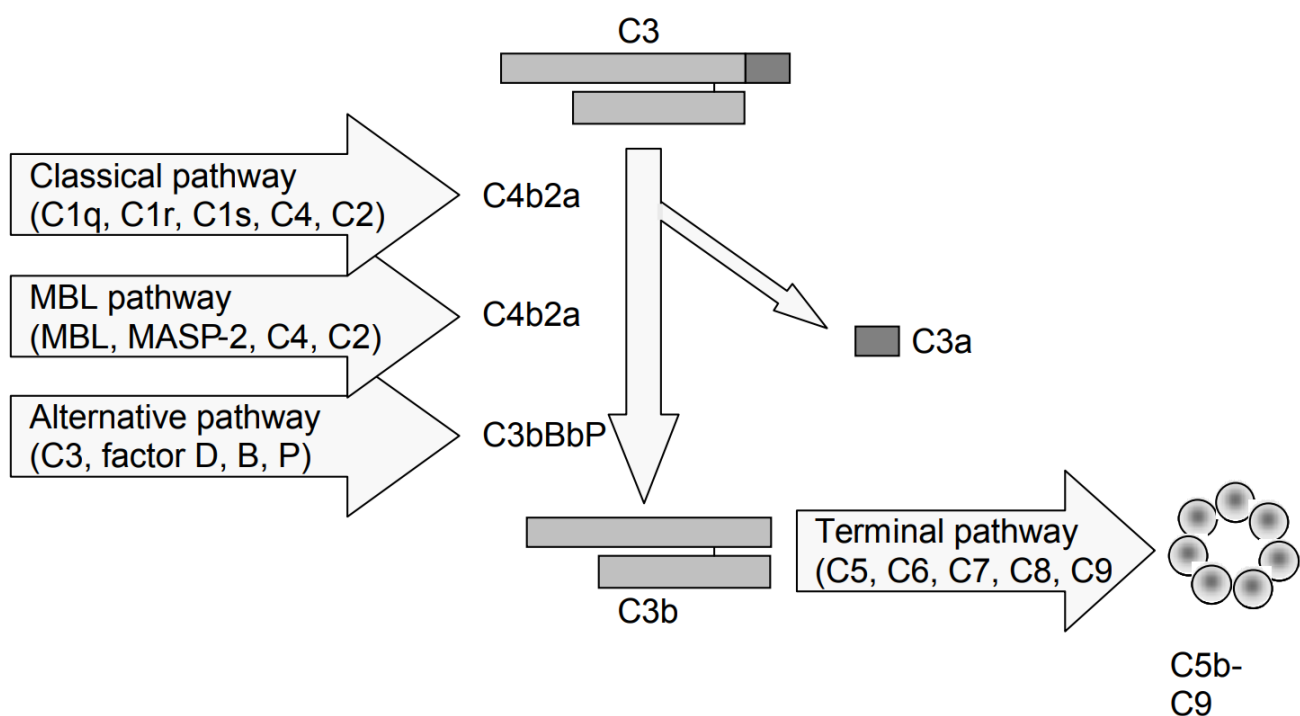 C3
Classical pathway
(C1q, C1r, C1s, C4, C2)
C4b2a
MBL pathway
(MBL, MASP-2, C4, C2)
C4b2a
C3a
Alternative pathway
(C3, factor D, B, P)
C3bBbP
Terminal pathway
(C5, C6, C7, C8, C9
C3b
C5b-
C9